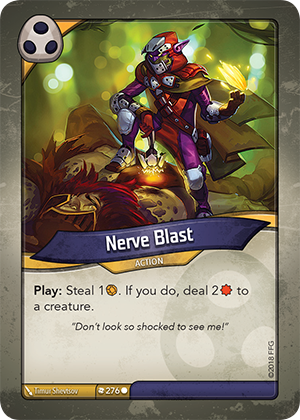 Nerve Blast
ACTION
Play: Steal 1. If you do, deal 2 to
a creature.
"Don't look so shocked to see me!"
Timur Shevtsov
276
©2018 FFG